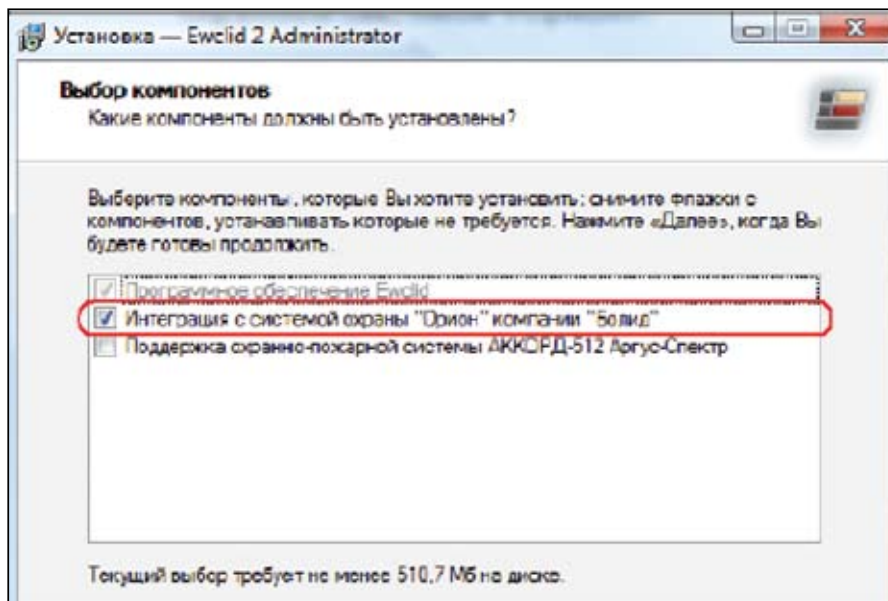 Установка — Ewclid 2 Administrator
Выбор компонентов
Какие компоненты должны быть установлены?
Выберите компоненты, которые Вы хотите установить; снимите флажки с
компонентов, устанавливать которые не требуется. Нажмите «Далее», когда Вы
будете готовы продолжить.
Программное обеспечение Ewclid
Интеграция с системой охраны "Орион" компании "Болид"
Поддержка охранно-пожарной системы АККОРД-512 Аргус-Спектр
Текущий выбор требует не менее 510,7 Мб на диске.